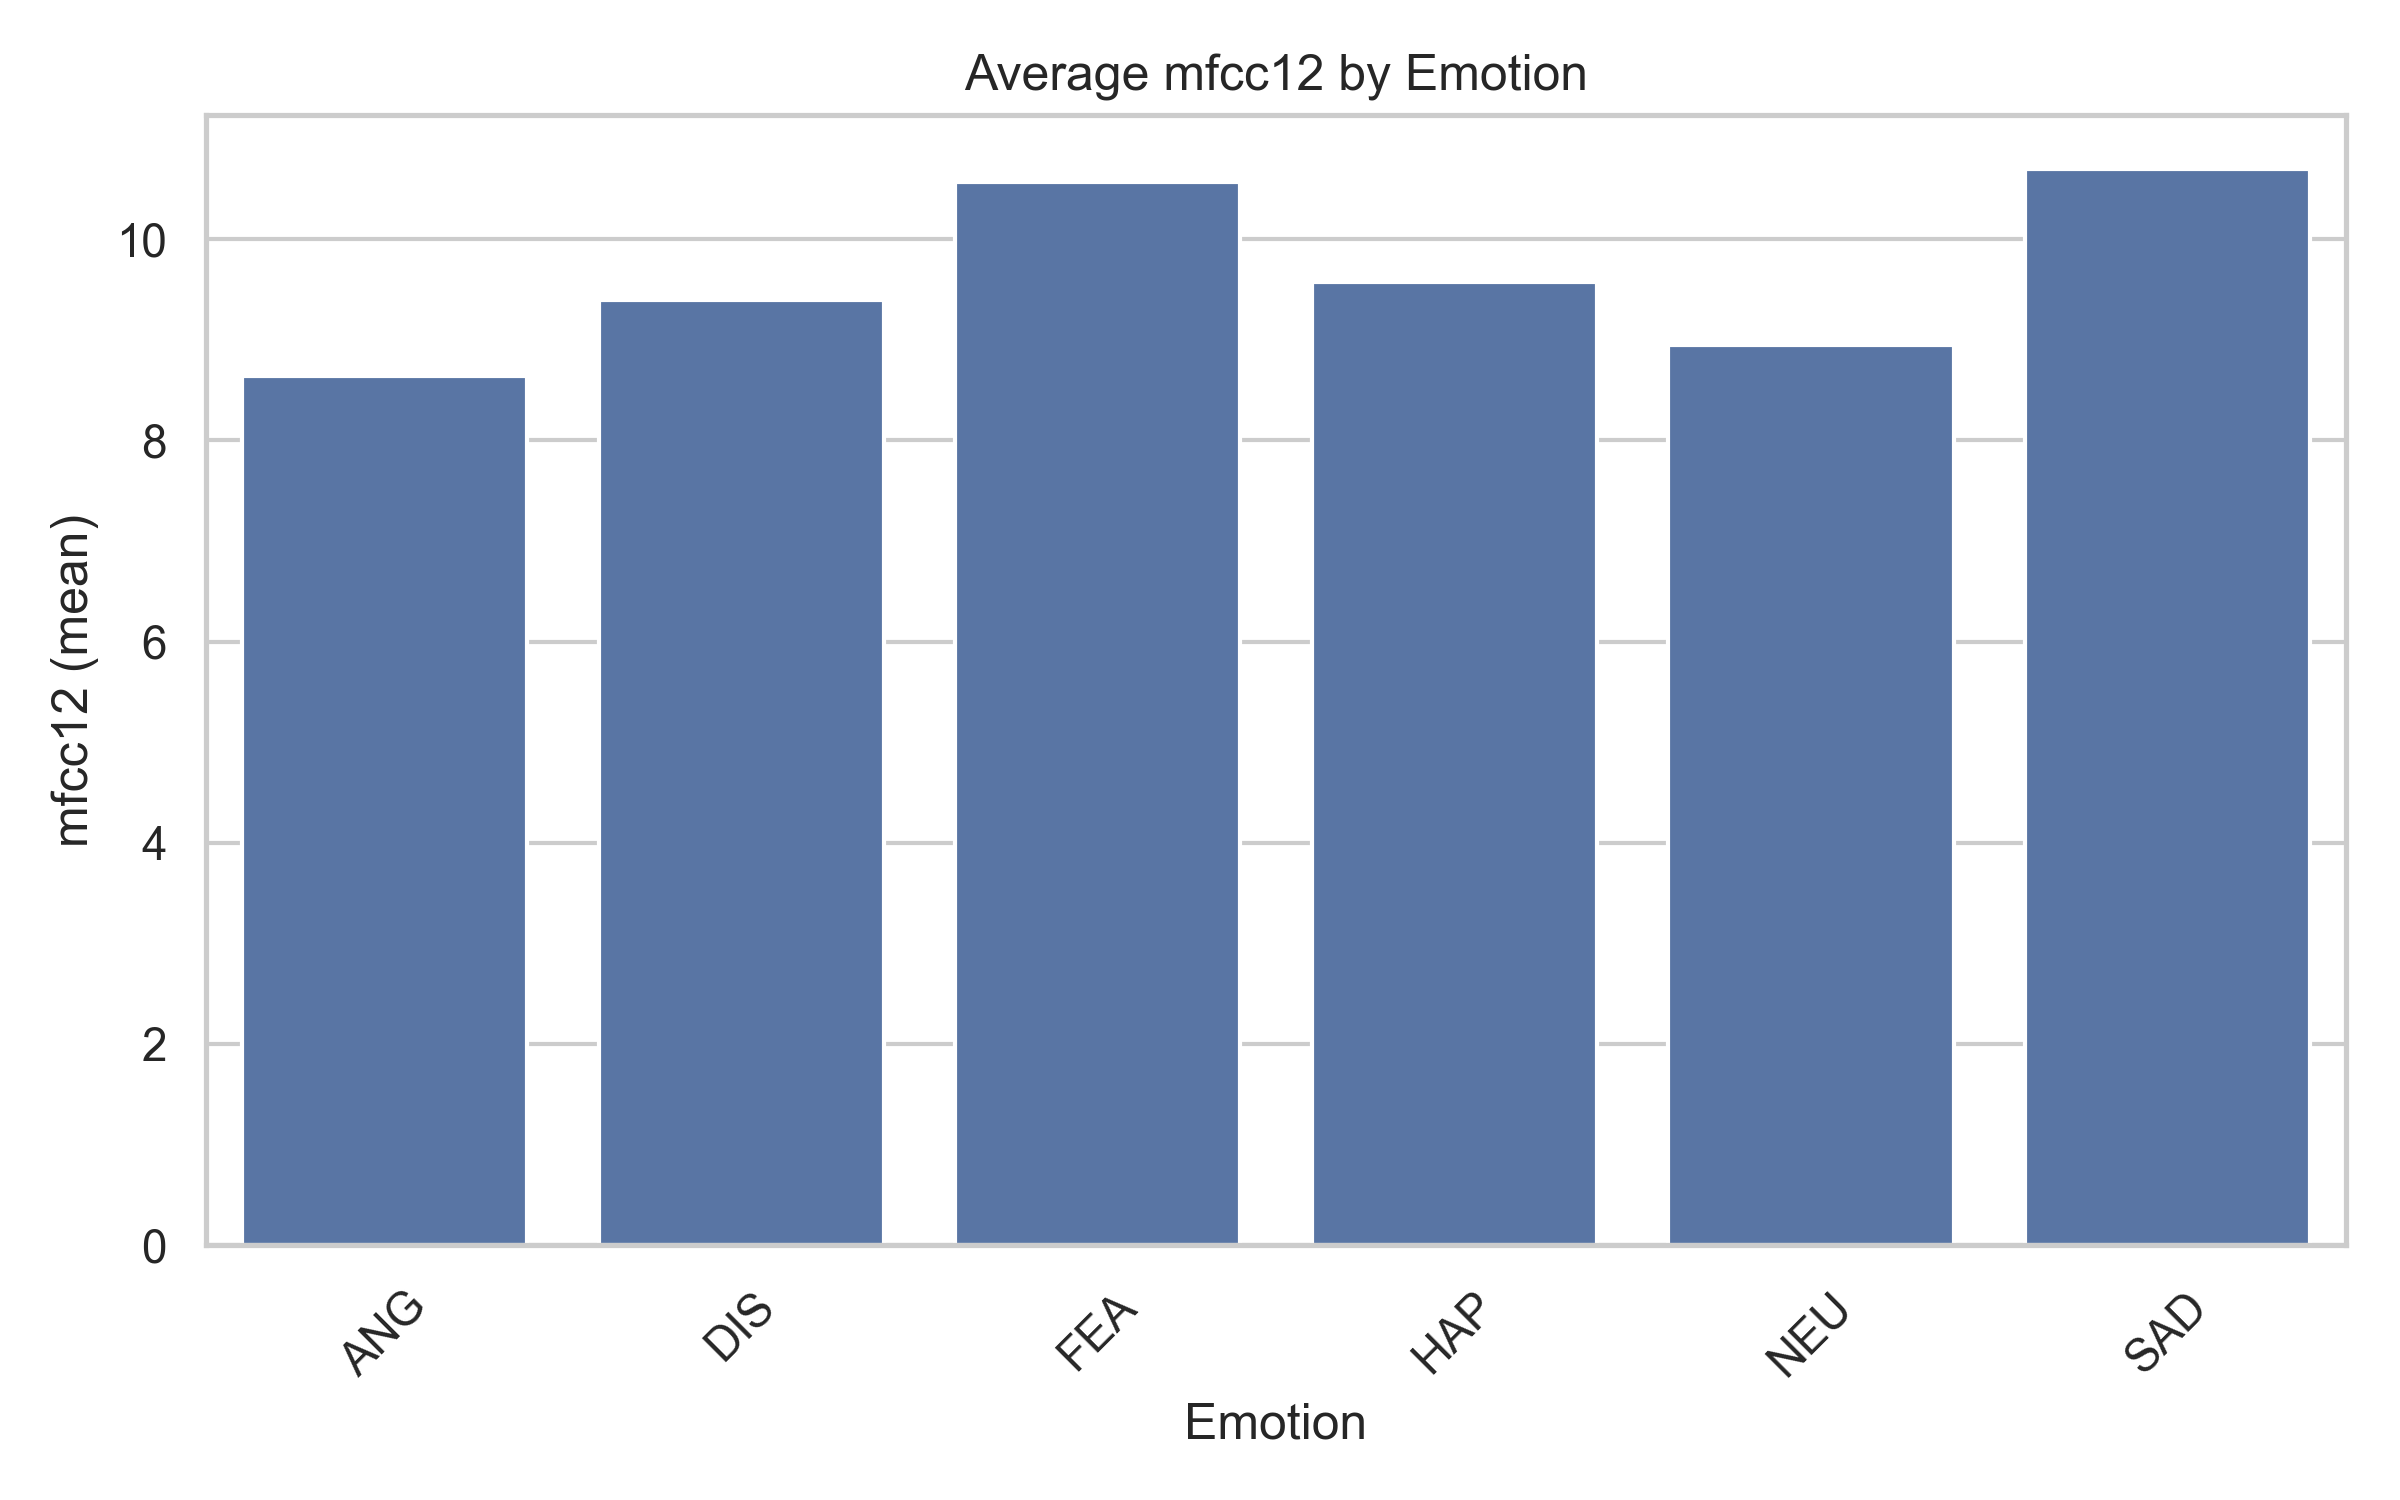 Average mfcc12 by Emotion
mfcc12 (mean)
10
8
6
4
2
0
ANG
DIS
FEA
HAP
NEU
SAD
Emotion